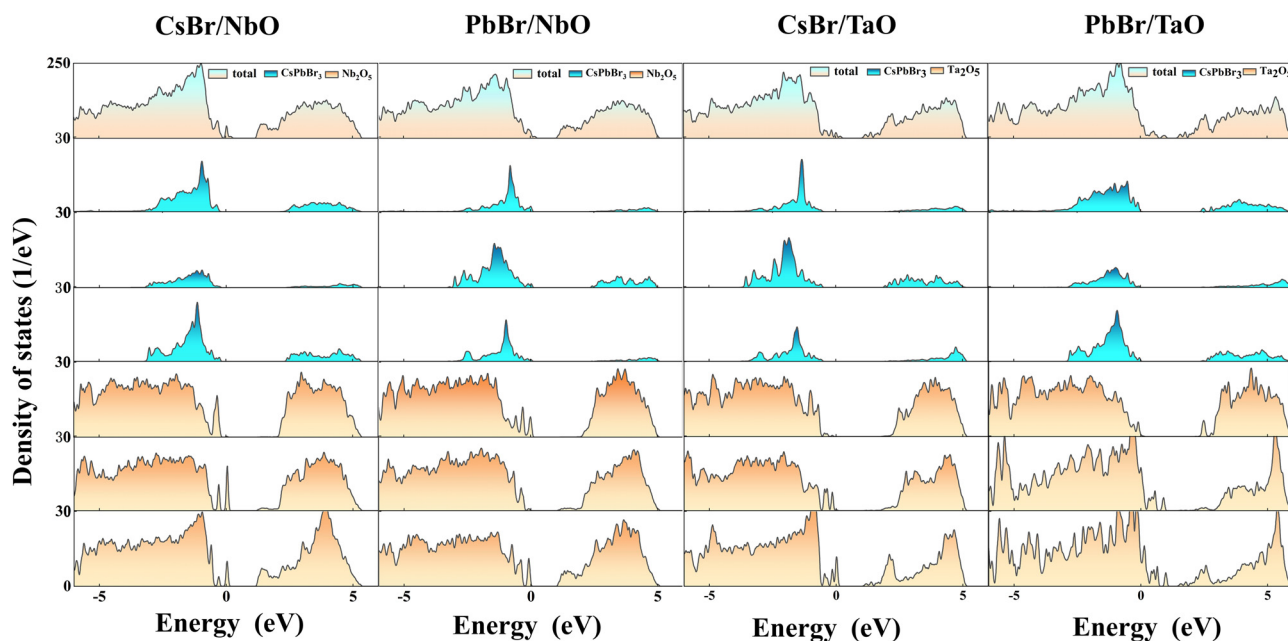 CsBr/NbO PbBr/NbO CsBr/TaO PbBr/TaO
250
total CsPbBr3 Nb2O5 total CsPbBr3 Nb2O5 total CsPbBr3 Ta2O5 total CsPbBr3 Ta2O5
30
30
30
30
30
30
0
Density of states (1/eV)
-5 0 5 -5 0 5 -5 0 5 -5 0 5
Energy (eV) Energy (eV) Energy (eV) Energy (eV)